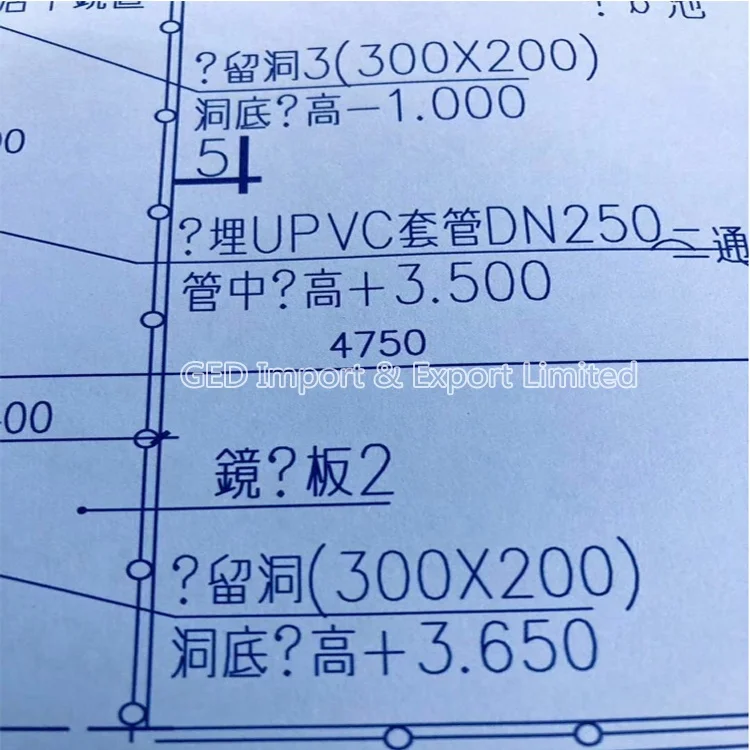 ?留洞3(300X200)
洞底?高-1.000
5
?埋UPVC套管DN250
通
管中?高+3.500
4750
GED Import & Export Limited
00
鏡?板2
?留洞(300X200)
洞底?高+3.650